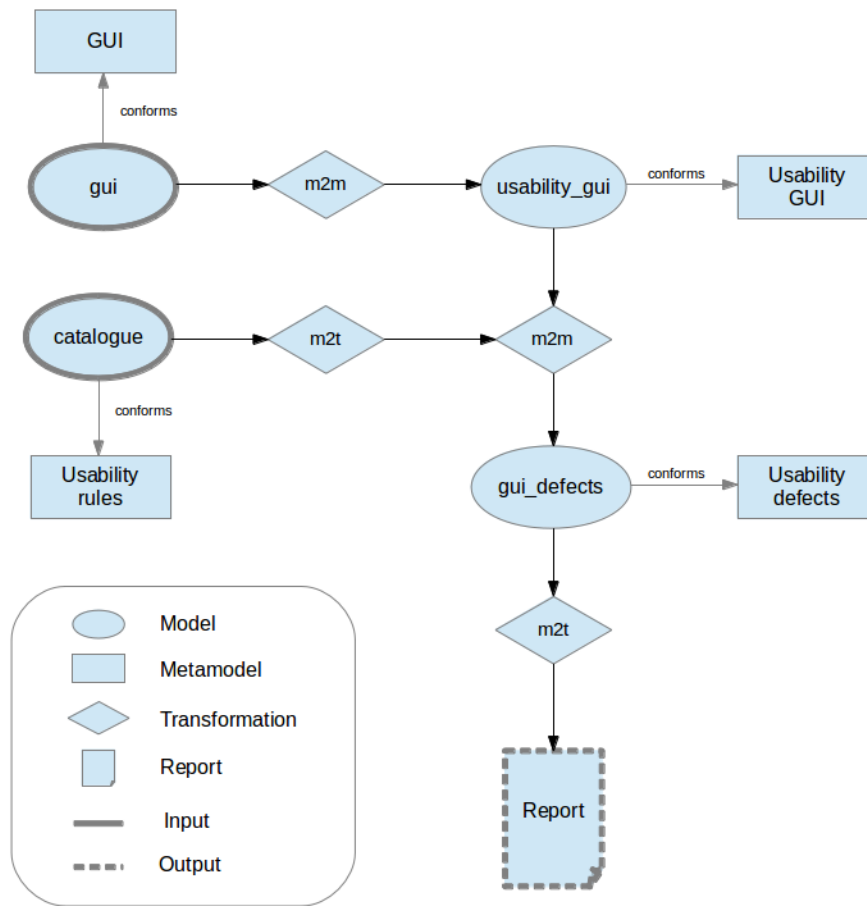 GUI
conforms
gui
m2m
usability_gui
conforms
Usability
GUI
catalogue
m2t
m2m
conforms
Usability
rules
gui_defects
conforms
Usability
defects
m2t
Report
Model
Metamodel
Transformation
Report
Input
Output